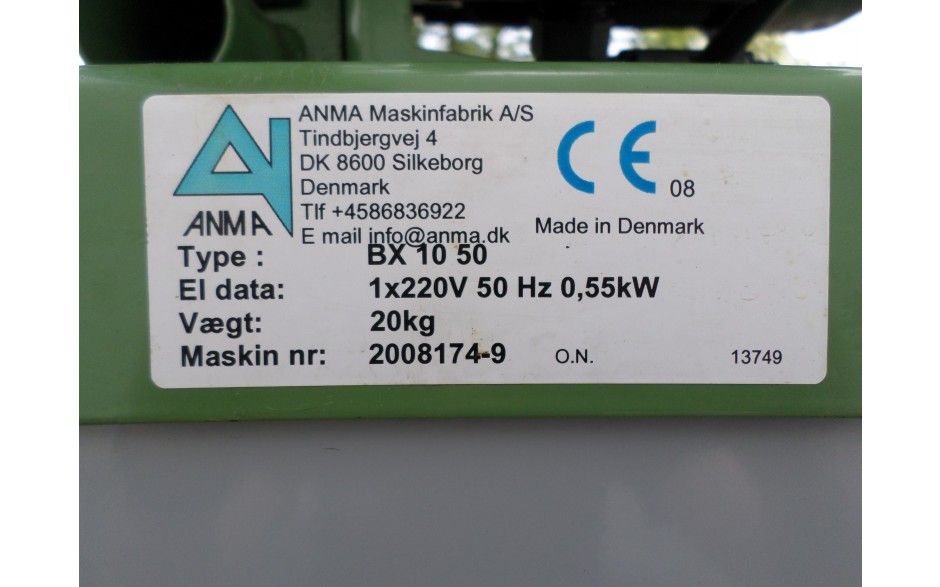 ANMA Maskinfabrik A/S
Tindbjergvej 4
DK 8600 Silkeborg
Denmark
Tlf +4586836922
E mail info@anma.dk
ANMA
CE 08
Made in Denmark
Type : BX 10 50
El data: 1x220V 50 Hz 0,55kW
Vægt: 20kg
Maskin nr: 2008174-9 O.N. 13749